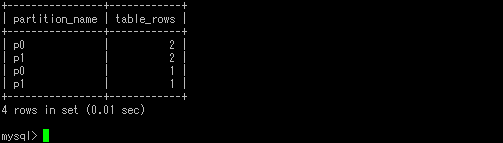 +----------------+------------+
| partition_name | table_rows |
+----------------+------------+
| p0             |          2 |
| p1             |          2 |
| p0             |          1 |
| p1             |          1 |
+----------------+------------+
4 rows in set (0.01 sec)
mysql>